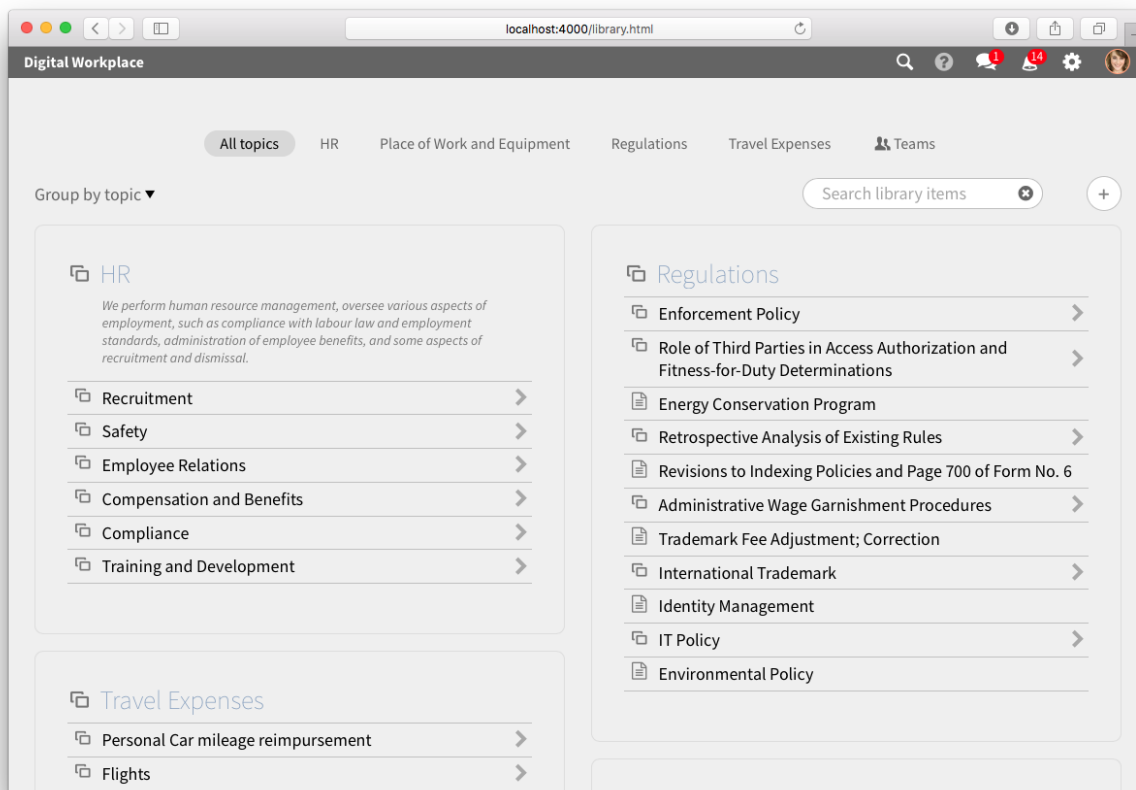 localhost:4000/library.html
Digital Workplace
1
14
All topics
HR
Place of Work and Equipment
Regulations
Travel Expenses
Teams
Group by topic
Search library items
HR
We perform human resource management, oversee various aspects of
employment, such as compliance with labour law and employment
standards, administration of employee benefits, and some aspects of
recruitment and dismissal.
Recruitment
Safety
Employee Relations
Compensation and Benefits
Compliance
Training and Development
Travel Expenses
Personal Car mileage reimpursement
Flights
Regulations
Enforcement Policy
Role of Third Parties in Access Authorization and
Fitness-for-Duty Determinations
Energy Conservation Program
Retrospective Analysis of Existing Rules
Revisions to Indexing Policies and Page 700 of Form No. 6
Administrative Wage Garnishment Procedures
Trademark Fee Adjustment; Correction
International Trademark
Identity Management
IT Policy
Environmental Policy